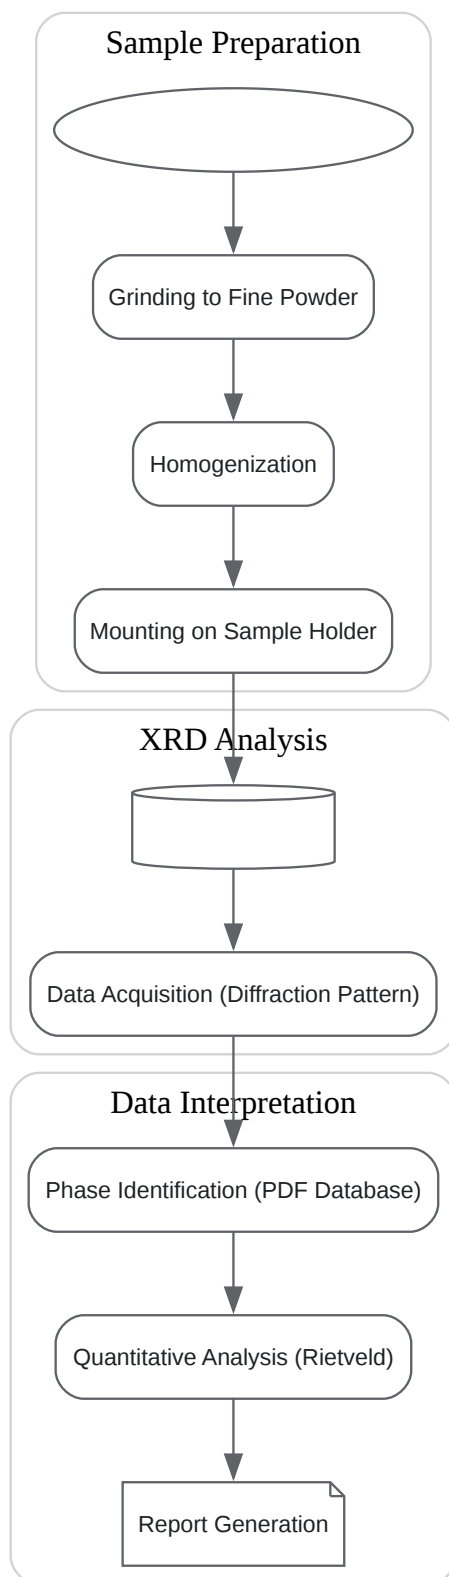 Sample Preparation
Grinding to Fine Powder
Homogenization
Mounting on Sample Holder
XRD Analysis
Data Acquisition (Diffraction Pattern)
Data Interpretation
Phase Identification (PDF Database)
Quantitative Analysis (Rietveld)
Report Generation